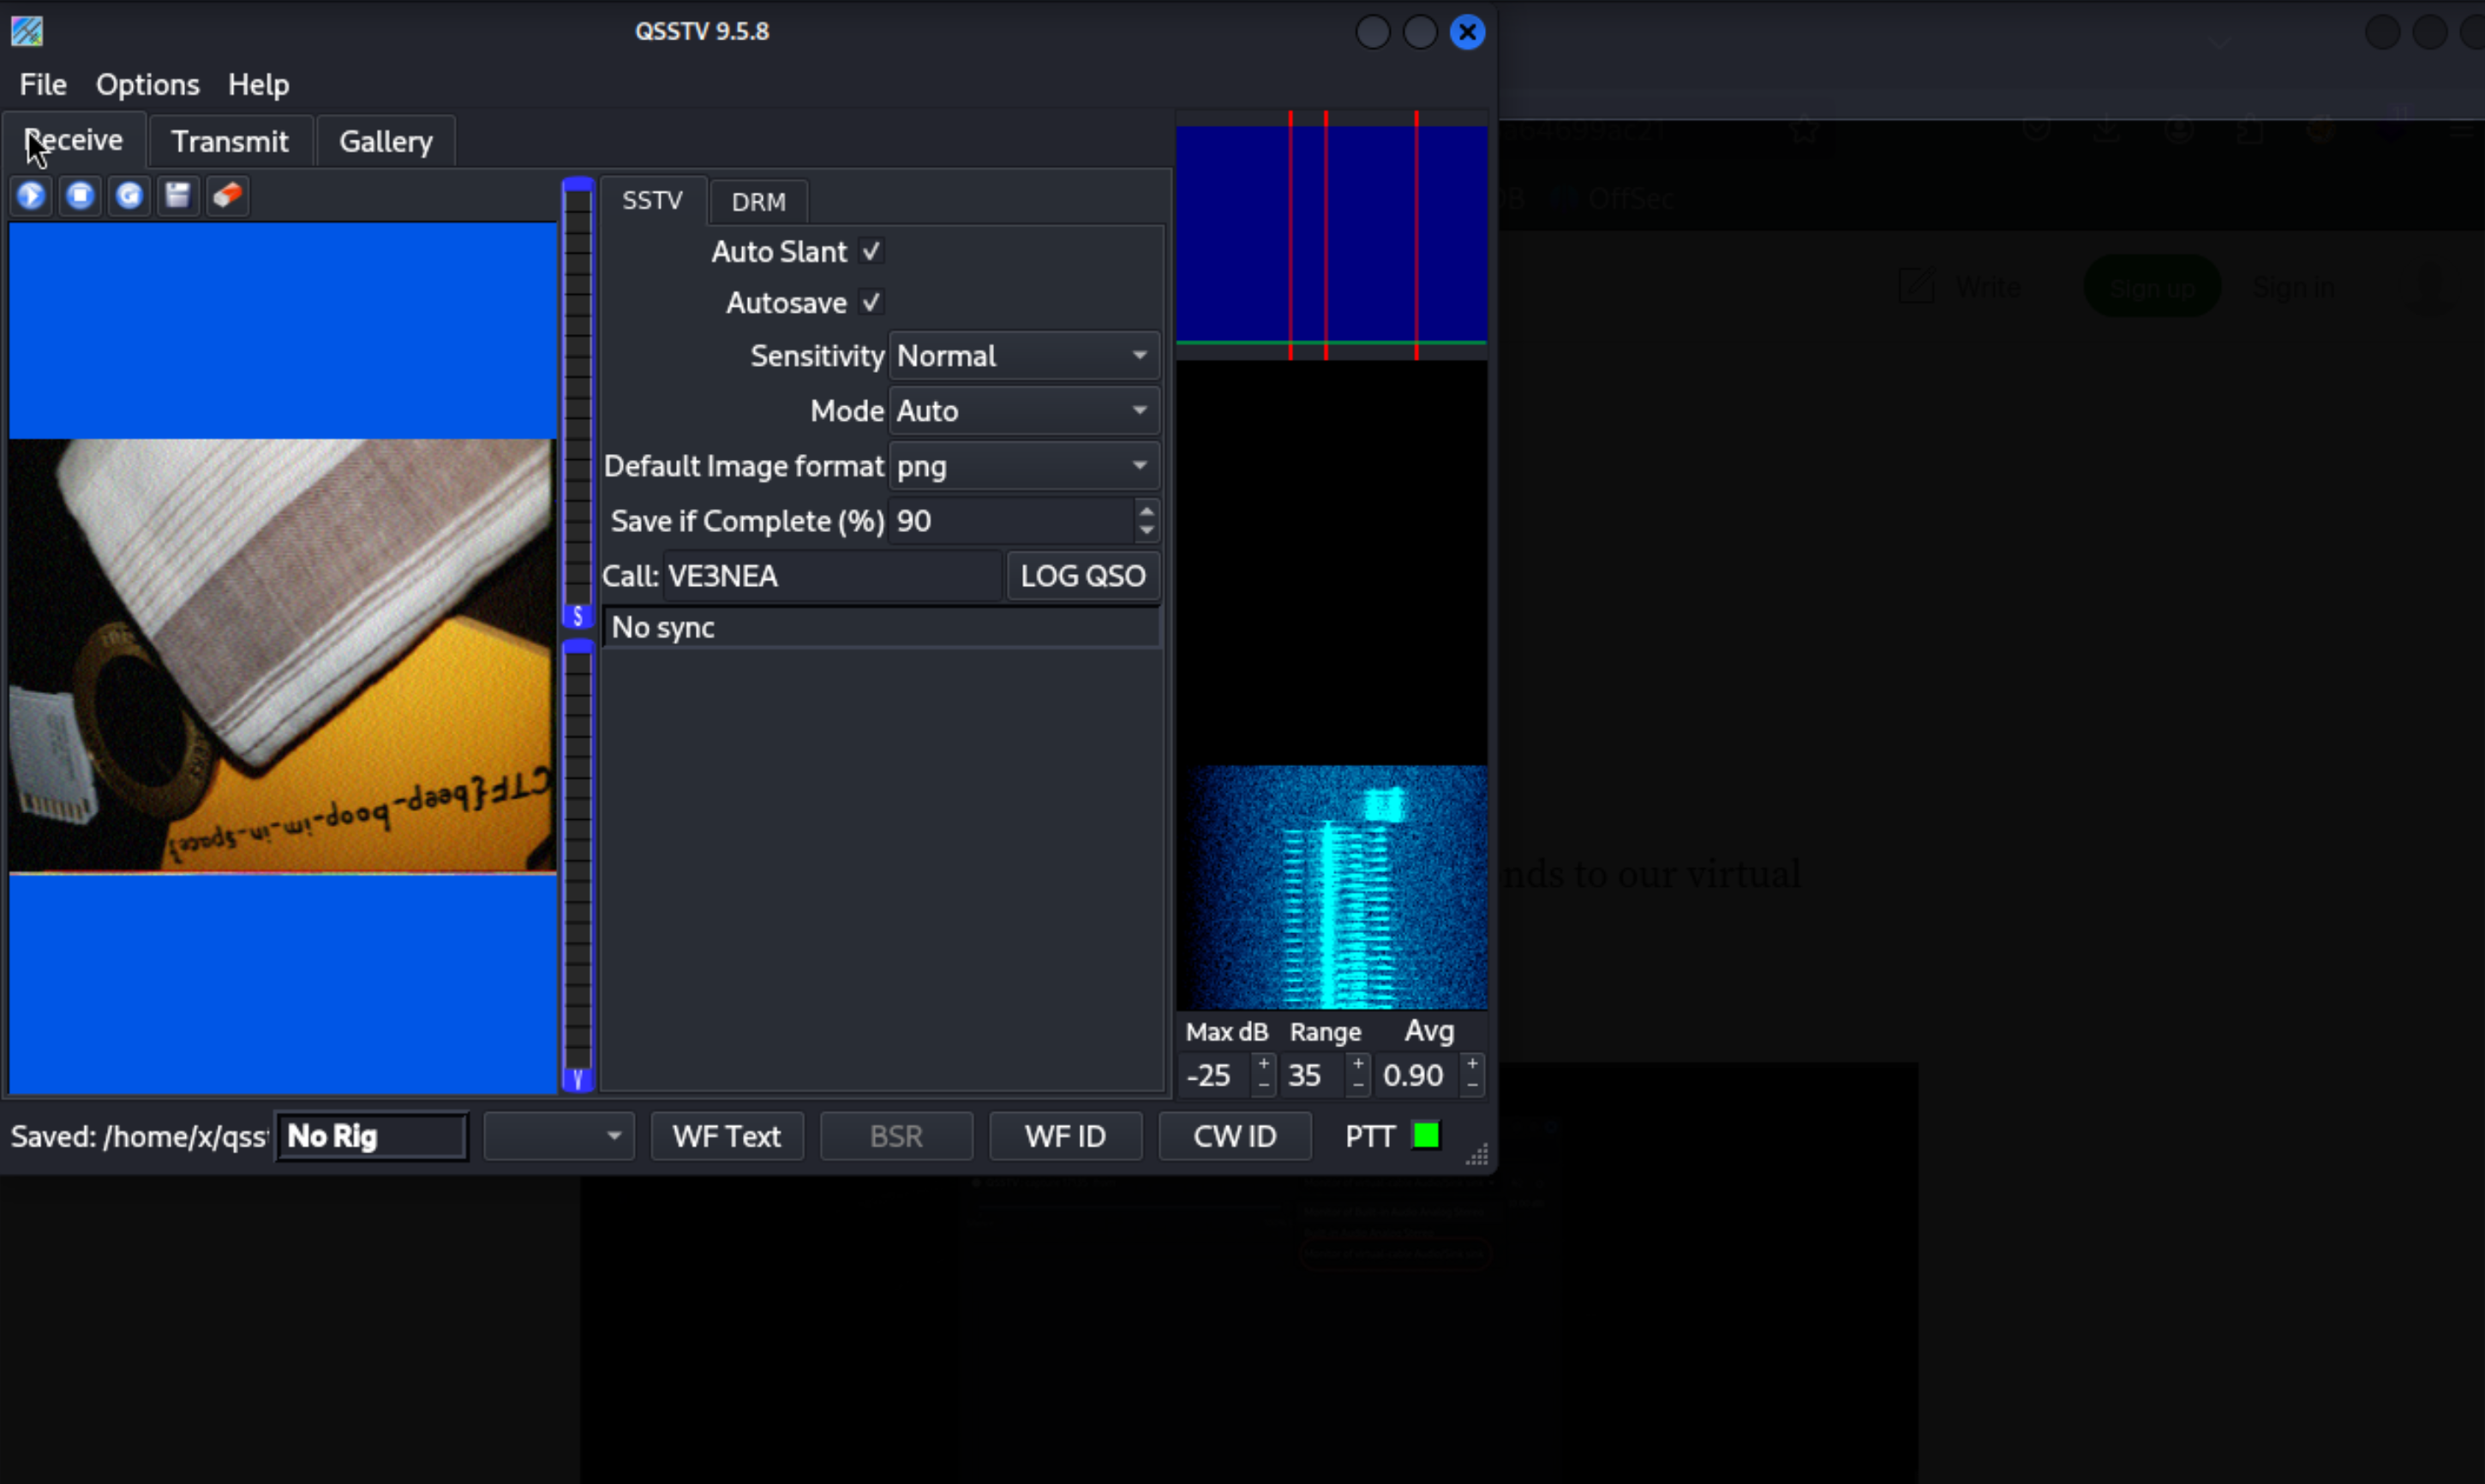 QSSTV 9.5.8
File Options Help
Receive Transmit Gallery
SSTV DRM
Auto Slant
Autosave
Sensitivity Normal
Mode Auto
Default Image format png
Save if Complete (%) 90
Call: VE3NEA LOG QSO
No sync
S
V
CTF{beep-boop-im-in-space}
Max dB Range Avg
-25 35 0.90
Saved: /home/x/qss
No Rig
WF Text BSR WF ID CW ID PTT
OffSec
Write Sign up Sign in
nds to our virtual